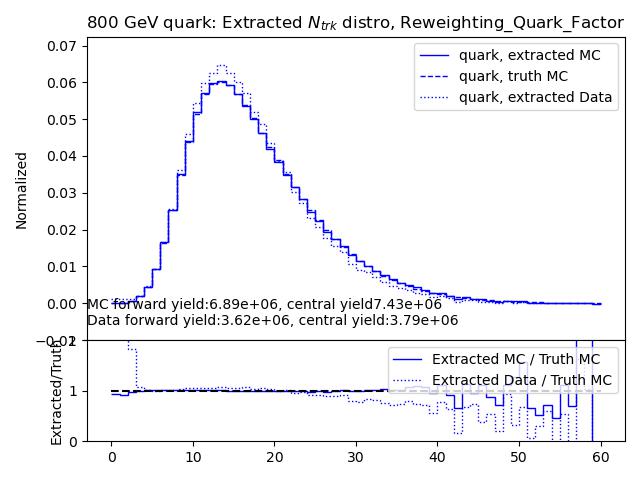 800 GeV quark: Extracted N_trk distro, Reweighting_Quark_Factor
quark, extracted MC
quark, truth MC
quark, extracted Data
Normalized
0.07
0.06
0.05
0.04
0.03
0.02
0.01
0.00
−0.01
MC forward yield:6.89e+06, central yield7.43e+06
Data forward yield:3.62e+06, central yield:3.79e+06
Extracted/Truth
2
1
0
Extracted MC / Truth MC
Extracted Data / Truth MC
0 10 20 30 40 50 60